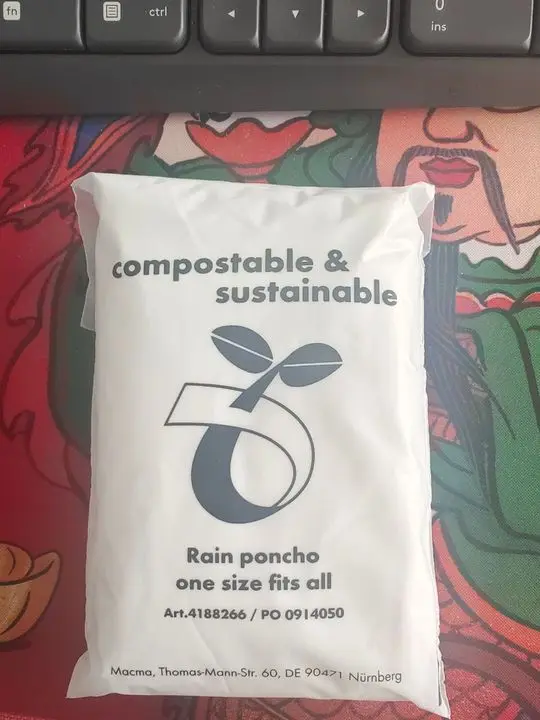 fn
ctrl
0
ins
compostable &
sustainable
Rain poncho
one size fits all
Art.4188266 / PO 0914050
Macma, Thomas-Mann-Str. 60, DE 90471 Nürnberg